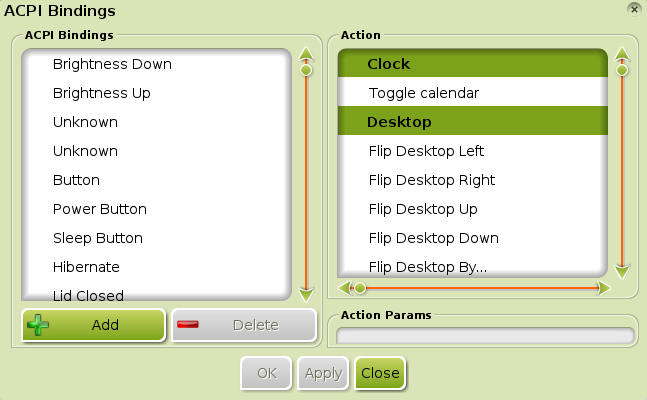 ACPI Bindings
ACPI Bindings
Brightness Down
Brightness Up
Unknown
Unknown
Button
Power Button
Sleep Button
Hibernate
Lid Closed
Add
Delete
Action
Clock
Toggle calendar
Desktop
Flip Desktop Left
Flip Desktop Right
Flip Desktop Up
Flip Desktop Down
Flip Desktop By...
Action Params
OK
Apply
Close